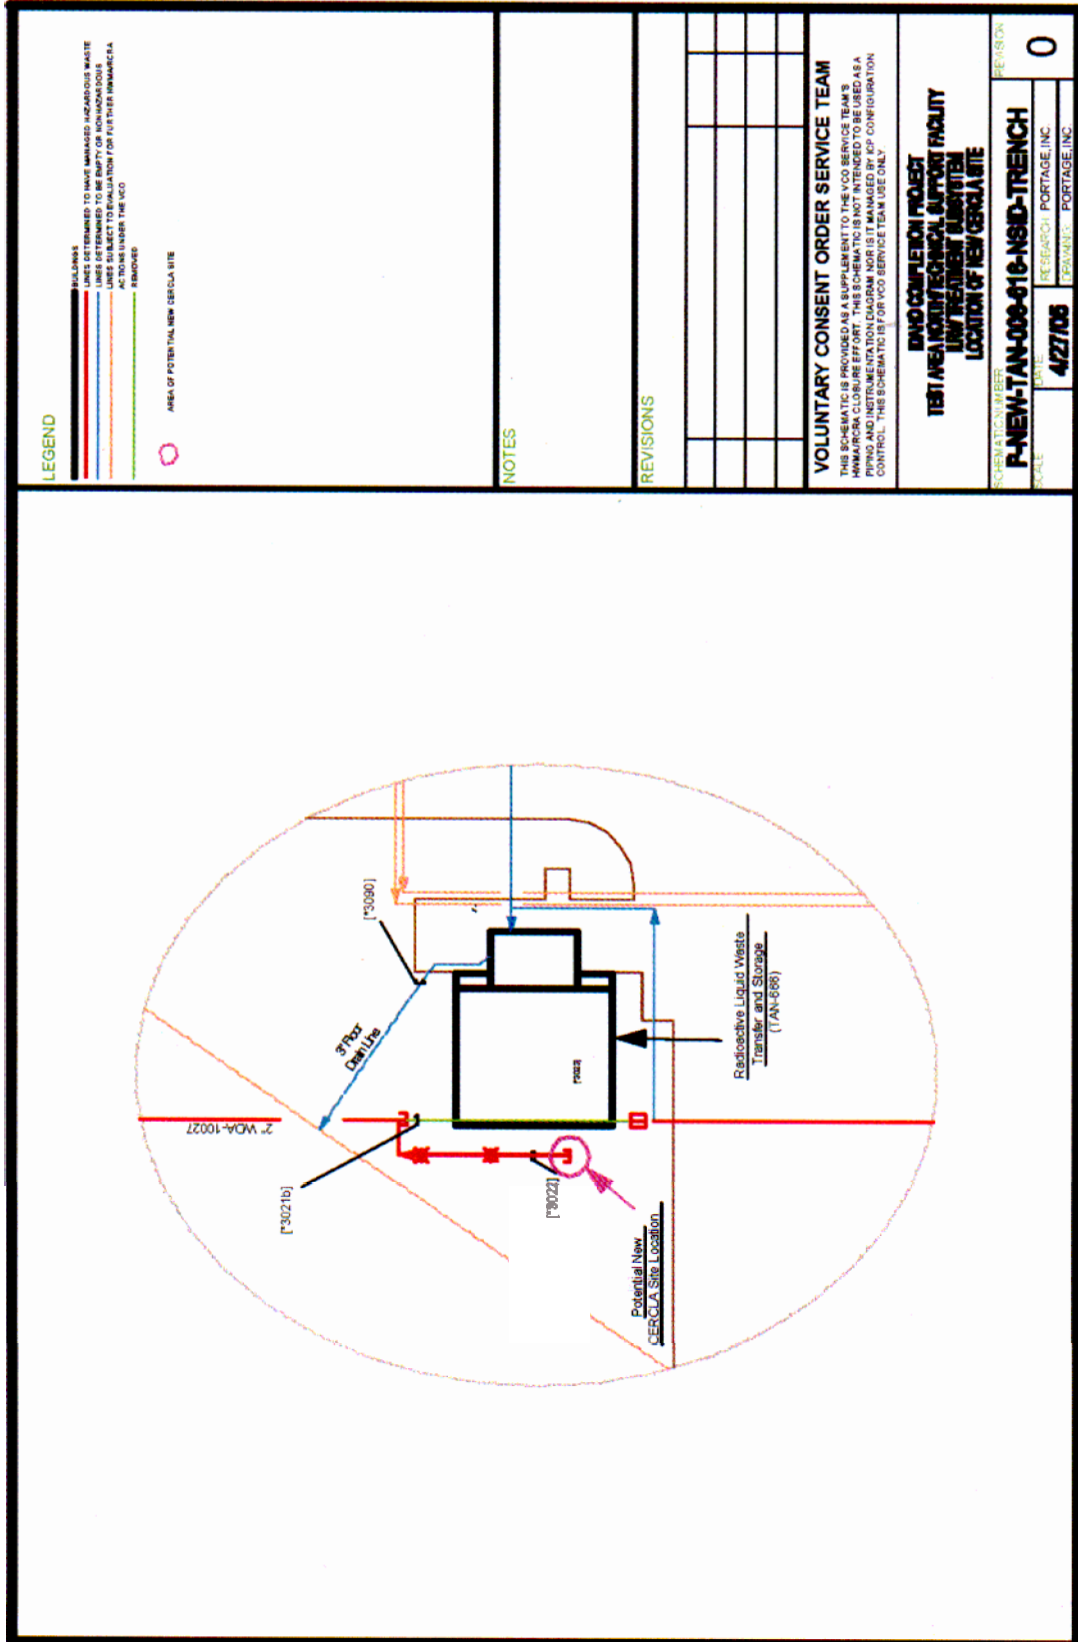 LEGEND
BUILDINGS
LINES DETERMINED TO HAVE MANAGED HAZARDOUS WASTE
LINES DETERMINED TO BE EMPTY OR NONHAZARDOUS
LINES SUBJECT TO EVALUATION FOR FURTHER HWMA/RCRA
ACTIONS UNDER THE VCO
REMOVED
AREA OF POTENTIAL NEW CERCLA SITE
NOTES
REVISIONS
VOLUNTARY CONSENT ORDER SERVICE TEAM
THIS SCHEMATIC IS PROVIDED AS A SUPPLEMENT TO THE VCO SERVICE TEAM'S
HWMA/RCRA CLOSURE EFFORT. THIS SCHEMATIC IS NOT INTENDED TO BE USED AS A
PIPING AND INSTRUMENTATION DIAGRAM NOR IS IT MANAGED BY ICP CONFIGURATION
CONTROL. THIS SCHEMATIC IS FOR VCO SERVICE TEAM USE ONLY.
IDAHO COMPLETION PROJECT
TEST AREA NORTH/TECHNICAL SUPPORT FACILITY
LRW TREATMENT SUBSYSTEM
LOCATION OF NEW CERCLA SITE
SCHEMATIC NUMBER
P-NEW-TAN-008-616-NSID-TRENCH
REVISION
0
SCALE
DATE
4/27/05
RESEARCH PORTAGE, INC.
DRAWING PORTAGE, INC.
[*3090]
3" Floor
Drain Line
2" WDA-10027
[*3021b]
[*3023]
[*3022]
Radioactive Liquid Waste
Transfer and Storage
(TAN-666)
Potential New
CERCLA Site Location